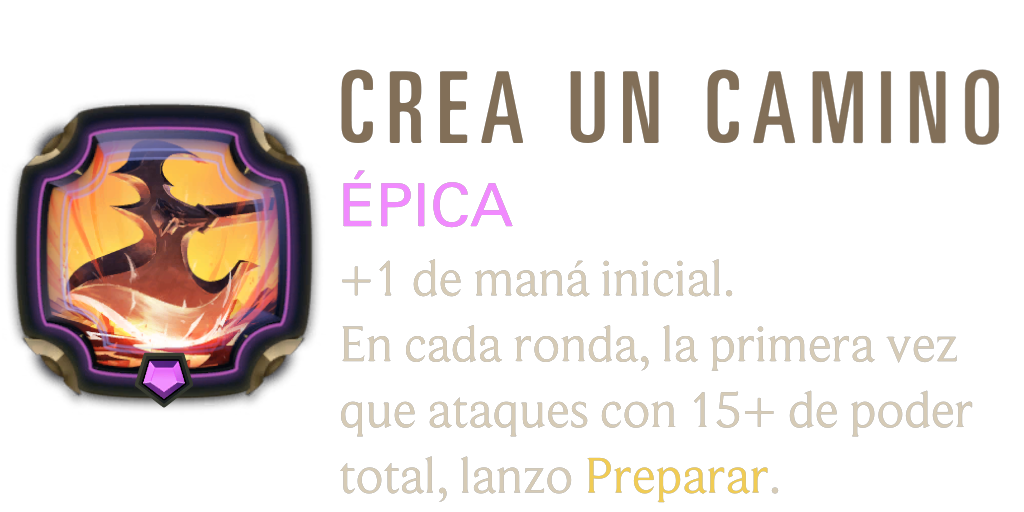 CREA UN CAMINO
ÉPICA
+1 de maná inicial.
En cada ronda, la primera vez
que ataques con 15+ de poder
total, lanzo Preparar.